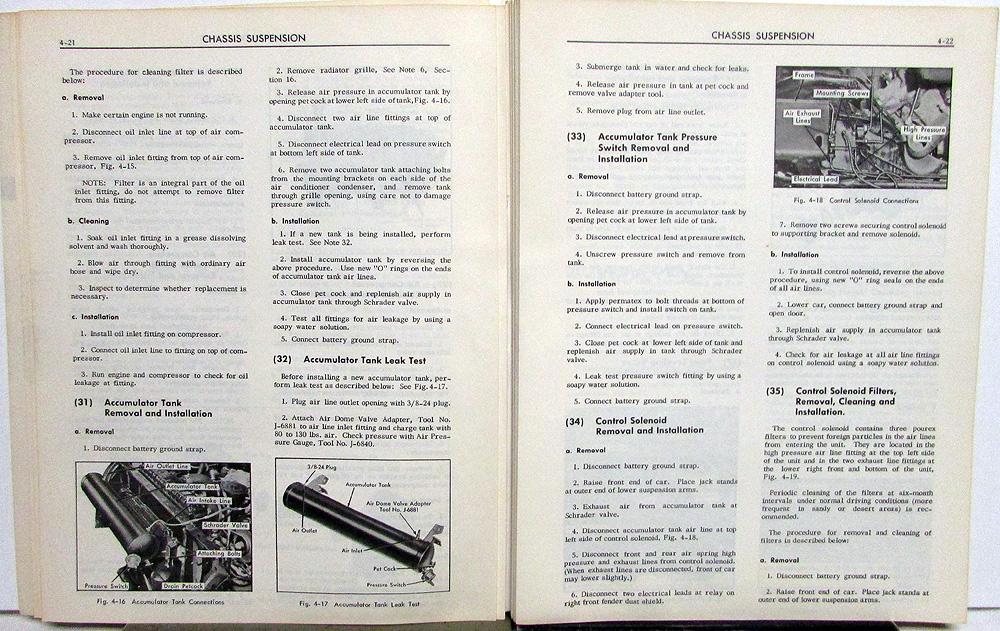 4-21
CHASSIS SUSPENSION
The procedure for cleaning filter is described
below:
a. Removal
1. Make certain engine is not running.
2. Disconnect oil inlet line at top of air com-
pressor.
3. Remove oil inlet fitting from top of air com-
pressor, Fig. 4-15.
NOTE: Filter is an integral part of the oil
inlet fitting, do not attempt to remove filter
from this fitting.
b. Cleaning
1. Soak oil inlet fitting in a grease dissolving
solvent and wash thoroughly.
2. Blow air through fitting with ordinary air
hose and wipe dry.
3. Inspect to determine whether replacement is
necessary.
c. Installation
1. Install oil inlet fitting on compressor.
2. Connect oil inlet line to fitting on top of com-
pressor.
3. Run engine and compressor to check for oil
leakage at fitting.
(31) Accumulator Tank
Removal and Installation
a. Removal
1. Disconnect battery ground strap.
Air Outlet Line
Accumulator Tank
Air Intake Line
Schrader Valve
Attaching Bolts
Pressure Switch
Drain Petcock
Fig. 4-16 Accumulator Tank Connections
2. Remove radiator grille, See Note 6, Sec-
tion 16.
3. Release air pressure in accumulator tank by
opening pet cock at lower left side of tank, Fig. 4-16.
4. Disconnect two air line fittings at top of
accumulator tank.
5. Disconnect electrical lead on pressure switch
at bottom left side of tank.
6. Remove two accumulator tank attaching bolts
from the mounting brackets on each side of the
air conditioner condenser, and remove tank
through grille opening, using care not to damage
pressure switch.
b. Installation
1. If a new tank is being installed, perform
leak test. See Note 32.
2. Install accumulator tank by reversing the
above procedure. Use new "O" rings on the ends
of accumulator tank air lines.
3. Close pet cock and replenish air supply in
accumulator tank through Schrader valve.
4. Test all fittings for air leakage by using a
soapy water solution.
5. Connect battery ground strap.
(32) Accumulator Tank Leak Test
Before installing a new accumulator tank, per-
form leak test as described below: See Fig. 4-17.
1. Plug air line outlet opening with 3/8-24 plug.
2. Attach Air Dome Valve Adapter, Tool No.
J-6881 to air line inlet fitting and charge tank with
80 to 130 lbs. air. Check pressure with Air Pres-
sure Gauge, Tool No. J-6840.
3/8-24 Plug
Accumulator Tank
Air Dome Valve Adapter
Tool No. J-6881
Air Outlet
Air Inlet
Pet Cock
Pressure Switch
Fig. 4-17 Accumulator Tank Leak Test
CHASSIS SUSPENSION
4-22
3. Submerge tank in water and check for leaks.
4. Release air pressure in tank at pet cock and
remove valve adapter tool.
5. Remove plug from air line outlet.
(33) Accumulator Tank Pressure
Switch Removal and
Installation
a. Removal
1. Disconnect battery ground strap.
2. Release air pressure in accumulator tank by
opening pet cock at lower left side of tank.
3. Disconnect electrical lead at pressure switch.
4. Unscrew pressure switch and remove from
tank.
b. Installation
1. Apply permatex to bolt threads at bottom of
pressure switch and install switch on tank.
2. Connect electrical lead on pressure switch.
3. Close pet cock at lower left side of tank and
replenish air supply in tank through Schrader
valve.
4. Leak test pressure switch fitting by using a
soapy water solution.
5. Connect battery ground strap.
(34) Control Solenoid
Removal and Installation
a. Removal
1. Disconnect battery ground strap.
2. Raise front end of car. Place jack stands
at outer end of lower suspension arms.
3. Exhaust air from accumulator tank at
Schrader valve.
4. Disconnect accumulator tank air line at top
left side of control solenoid, Fig. 4-18.
5. Disconnect front and rear air spring high
pressure and exhaust lines from control solenoid.
(When exhaust lines are disconnected, front of car
may lower slightly.)
6. Disconnect two electrical leads at relay on
right front fender dust shield.
Frame
Mounting Screws
Air Exhaust
Lines
High Pressure
Lines
Electrical Lead
Fig. 4-18 Control Solenoid Connections
7. Remove two screws securing control solenoid
to supporting bracket and remove solenoid.
b. Installation
1. To install control solenoid, reverse the above
procedure, using new "O" ring seals on the ends
of all air lines.
2. Lower car, connect battery ground strap and
open door.
3. Replenish air supply in accumulator tank
through Schrader valve.
4. Check for air leakage at all air line fittings
on control solenoid using a soapy water solution.
(35) Control Solenoid Filters,
Removal, Cleaning and
Installation.
The control solenoid contains three pourex
filters to prevent foreign particles in the air lines
from entering the unit. They are located in the
high pressure air line fitting at the top left side
of the unit and in the two exhaust line fittings at
the lower right front and bottom of the unit,
Fig. 4-19.
Periodic cleaning of the filters at six-month
intervals under normal driving conditions (more
frequent in sandy or desert areas) is rec-
ommended.
The procedure for removal and cleaning of
filters is described below:
a. Removal
1. Disconnect battery ground strap.
2. Raise front end of car. Place jack stands at
outer end of lower suspension arms.